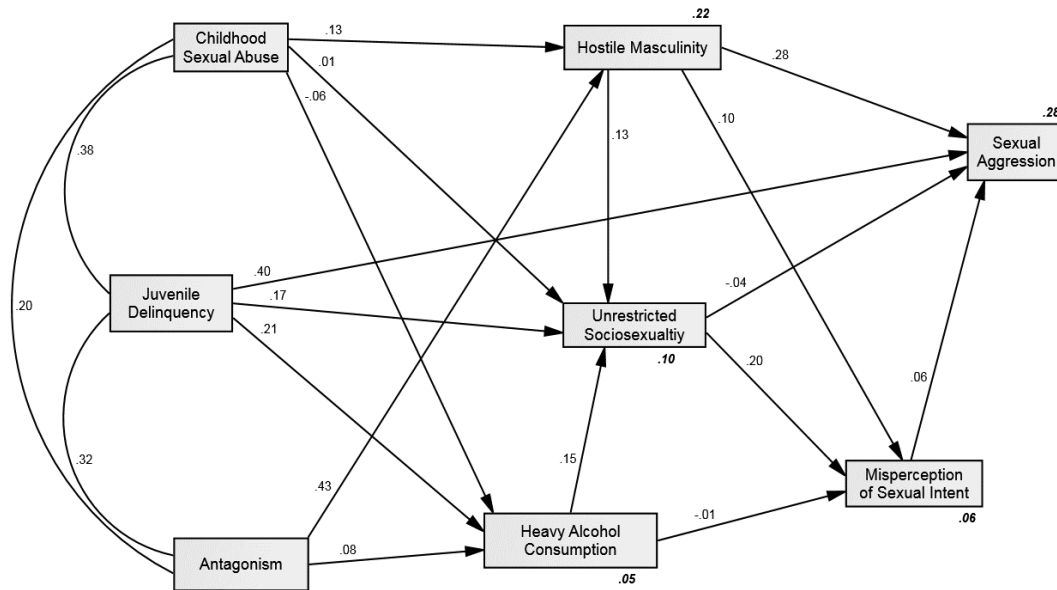 .22
Childhood
Sexual Abuse
.13
Hostile Masculinity
.01
.28
-.06
.10
.28
Sexual
Aggression
.13
.38
.40
-.04
Juvenile
Delinquency
.17
.20
Unrestricted
Sociosexualtiy
.21
.10
.20
.06
.32
.15
Misperception
of Sexual Intent
.43
-.01
.06
Heavy Alcohol
Consumption
.08
Antagonism
.05